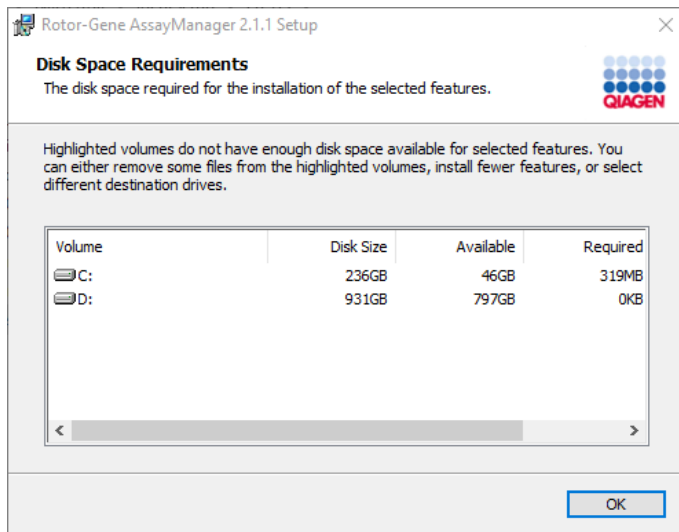 Rotor-Gene AssayManager 2.1.1 Setup
Disk Space Requirements
The disk space required for the installation of the selected features.
QIAGEN
Highlighted volumes do not have enough disk space available for selected features. You
can either remove some files from the highlighted volumes, install fewer features, or select
different destination drives.
Volume Disk Size Available Required
C: 236GB 46GB 319MB
D: 931GB 797GB 0KB
OK